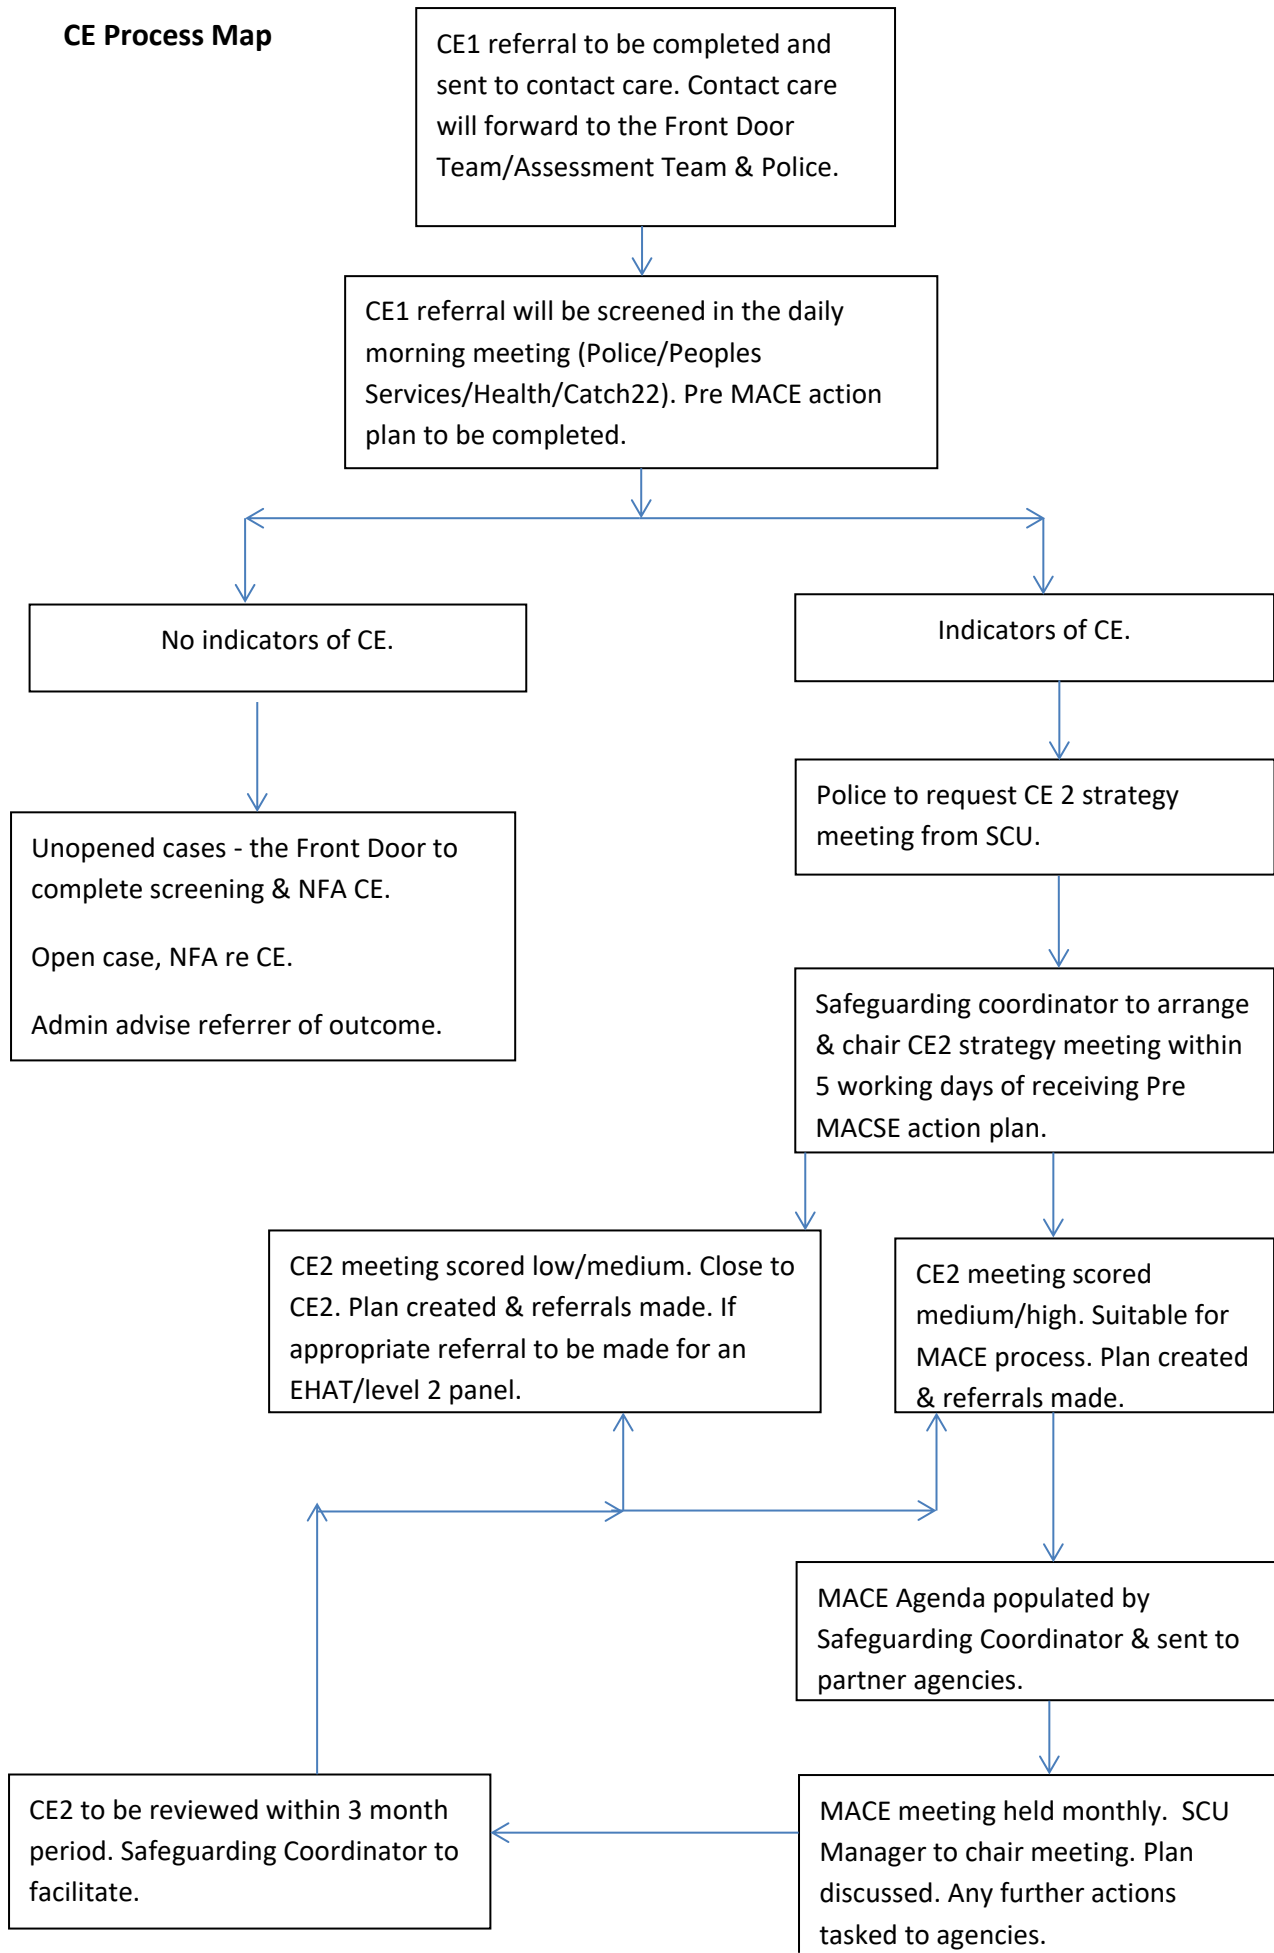 CE Process Map
CE1 referral to be completed and
sent to contact care. Contact care
will forward to the Front Door
Team/Assessment Team & Police.
CE1 referral will be screened in the daily
morning meeting (Police/Peoples
Services/Health/Catch22). Pre MACE action
plan to be completed.
No indicators of CE.
Indicators of CE.
Unopened cases - the Front Door to
complete screening & NFA CE.
Open case, NFA re CE.
Admin advise referrer of outcome.
Police to request CE 2 strategy
meeting from SCU.
Safeguarding coordinator to arrange
& chair CE2 strategy meeting within
5 working days of receiving Pre
MACSE action plan.
CE2 meeting scored low/medium. Close to
CE2. Plan created & referrals made. If
appropriate referral to be made for an
EHAT/level 2 panel.
CE2 meeting scored
medium/high. Suitable for
MACE process. Plan created
& referrals made.
MACE Agenda populated by
Safeguarding Coordinator & sent to
partner agencies.
MACE meeting held monthly.  SCU
Manager to chair meeting. Plan
discussed. Any further actions
tasked to agencies.
CE2 to be reviewed within 3 month
period. Safeguarding Coordinator to
facilitate.